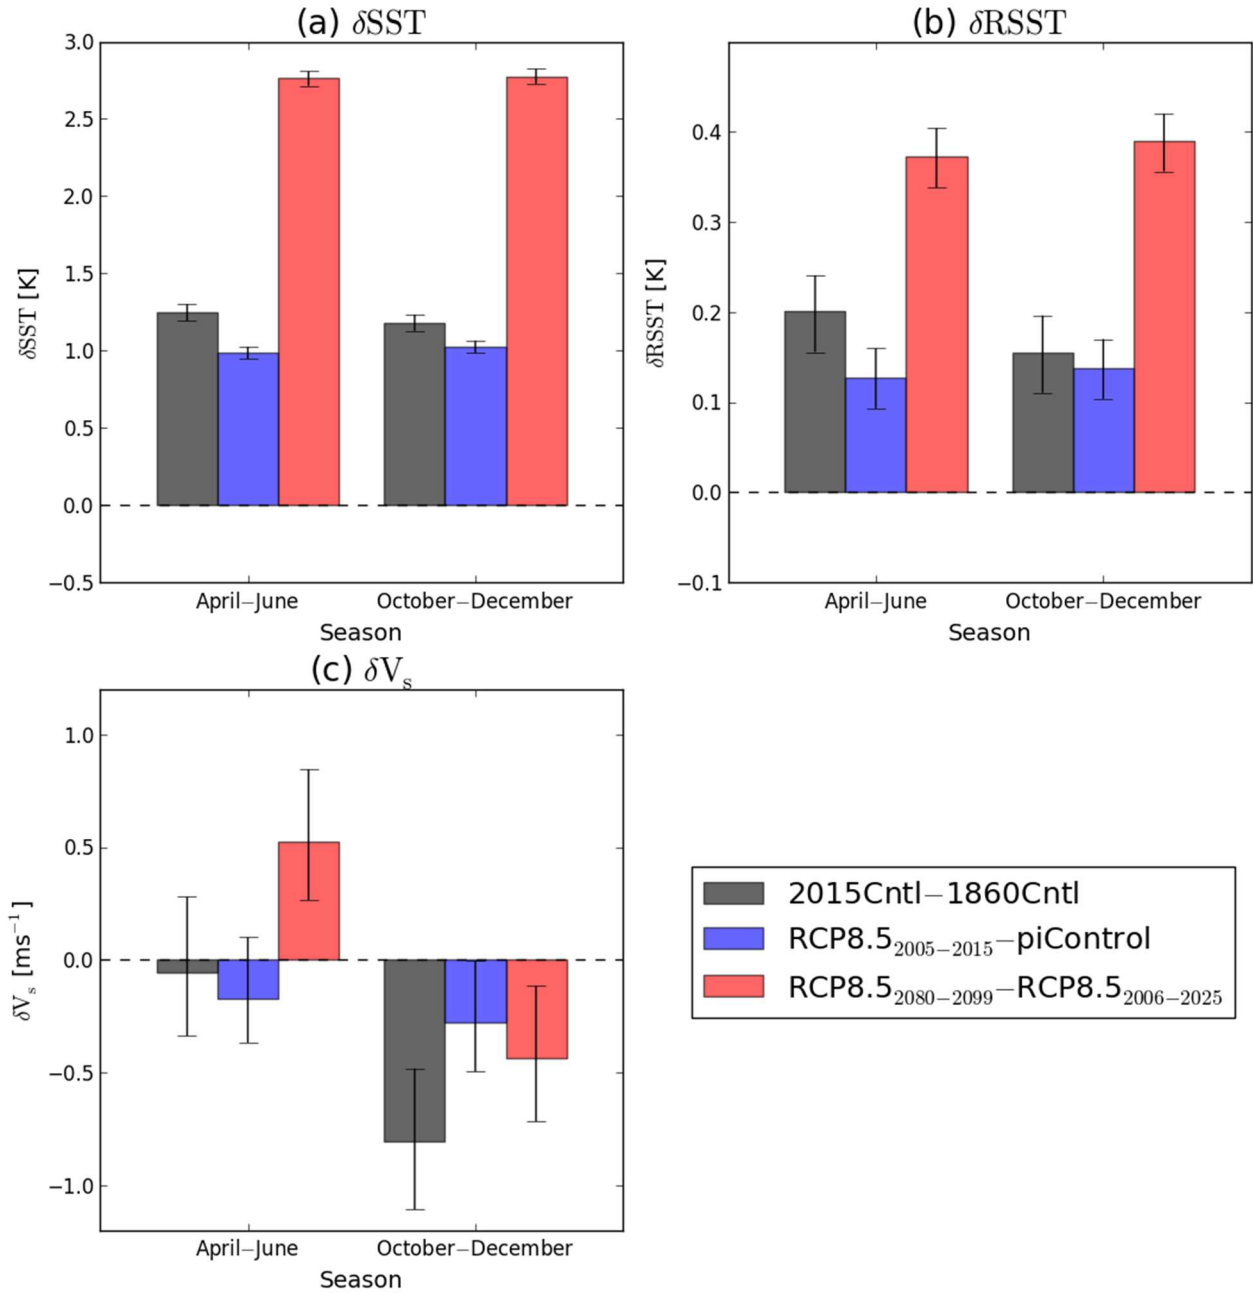 (a) δSST
3.0
2.5
2.0
1.5
1.0
0.5
0.0
−0.5
δSST [K]
April−June October−December
Season
(b) δRSST
0.4
0.3
0.2
0.1
0.0
−0.1
δRSST [K]
April−June October−December
Season
(c) δVₛ
1.0
0.5
0.0
−0.5
−1.0
δVₛ [ms⁻¹]
April−June October−December
Season
2015Cntl−1860Cntl
RCP8.5₂₀₀₅₋₂₀₁₅−piControl
RCP8.5₂₀₈₀₋₂₀₉₉−RCP8.5₂₀₀₆₋₂₀₂₅